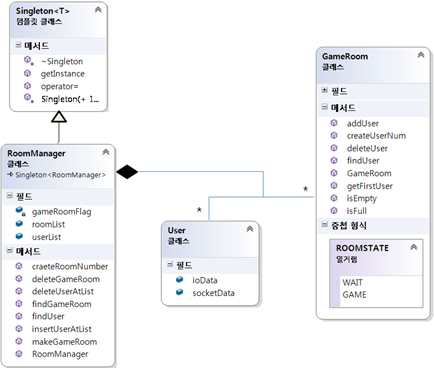 Singleton<T>
템플릿 클래스
메서드
~Singleton
getInstance
operator=
Singleton(+ 1...
RoomManager
클래스
Singleton<RoomManager>
필드
gameRoomFlag
roomList
userList
메서드
craeteRoomNumber
deleteGameRoom
deleteUserAtList
findGameRoom
findUser
insertUserAtList
makeGameRoom
RoomManager
*
*
User
클래스
필드
ioData
socketData
GameRoom
클래스
필드
메서드
addUser
createUserNum
deleteUser
findUser
GameRoom
getFirstUser
isEmpty
isFull
중첩 형식
ROOMSTATE
열거형
WAIT
GAME